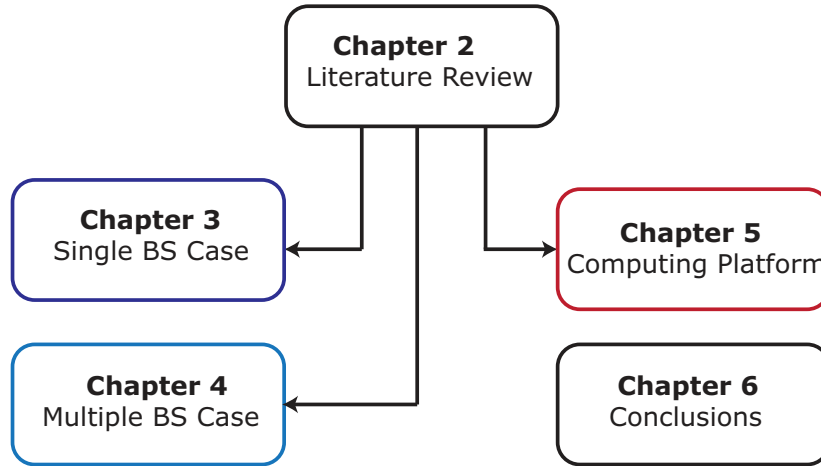 Chapter 2
Literature Review
Chapter 3
Single BS Case
Chapter 5
Computing Platform
Chapter 4
Multiple BS Case
Chapter 6
Conclusions